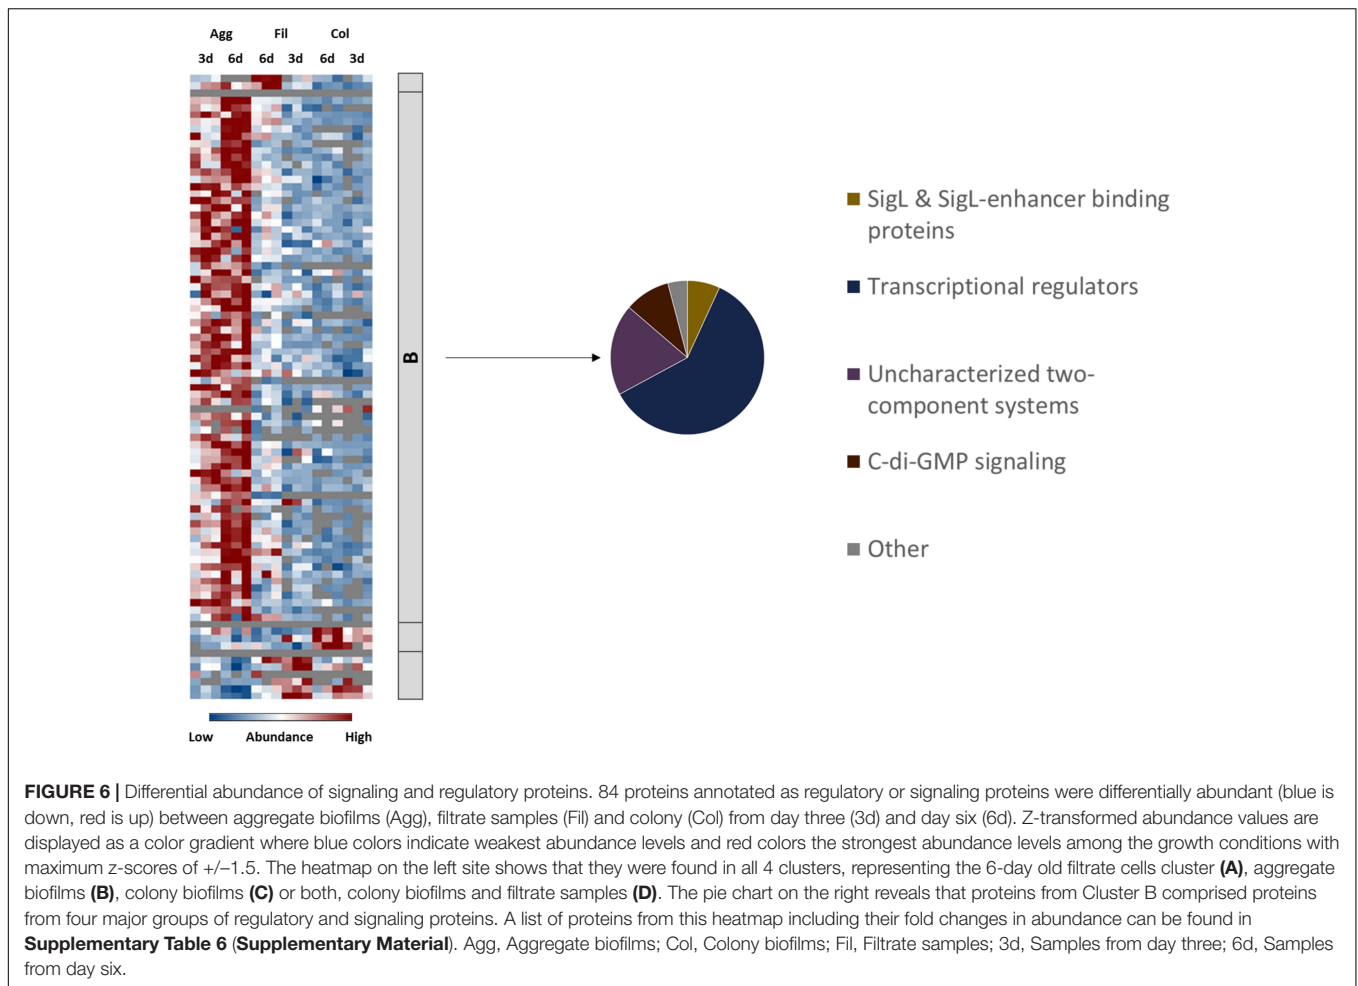 Agg Fil Col
3d 6d 6d 3d 6d 3d
B
Low Abundance High
SigL & SigL-enhancer binding
proteins
Transcriptional regulators
Uncharacterized two-
component systems
C-di-GMP signaling
Other
FIGURE 6 | Differential abundance of signaling and regulatory proteins. 84 proteins annotated as regulatory or signaling proteins were differentially abundant (blue is
down, red is up) between aggregate biofilms (Agg), filtrate samples (Fil) and colony (Col) from day three (3d) and day six (6d). Z-transformed abundance values are
displayed as a color gradient where blue colors indicate weakest abundance levels and red colors the strongest abundance levels among the growth conditions with
maximum z-scores of +/–1.5. The heatmap on the left site shows that they were found in all 4 clusters, representing the 6-day old filtrate cells cluster (A), aggregate
biofilms (B), colony biofilms (C) or both, colony biofilms and filtrate samples (D). The pie chart on the right reveals that proteins from Cluster B comprised proteins
from four major groups of regulatory and signaling proteins. A list of proteins from this heatmap including their fold changes in abundance can be found in
Supplementary Table 6 (Supplementary Material). Agg, Aggregate biofilms; Col, Colony biofilms; Fil, Filtrate samples; 3d, Samples from day three; 6d, Samples
from day six.